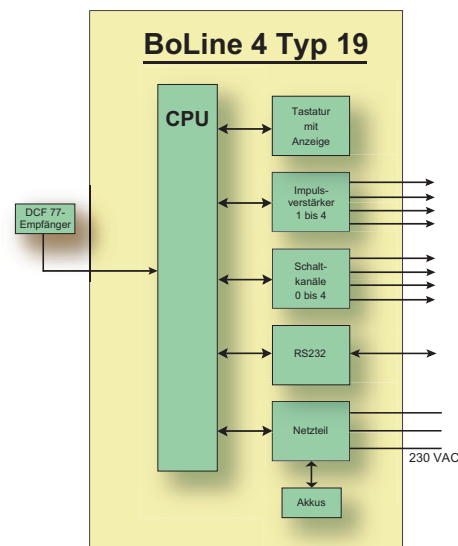 BoLine 4 Typ 19
CPU
Tastatur
mit
Anzeige
Impuls-
verstärker
1 bis 4
DCF 77-
Empfänger
Schalt-
kanäle
0 bis 4
RS232
Netzteil
230 VAC
Akkus